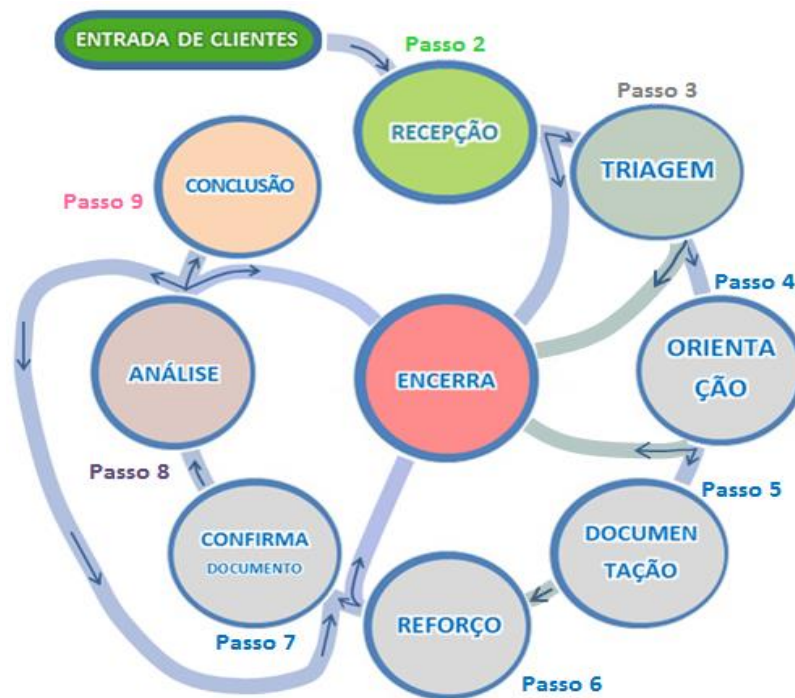 ENTRADA DE CLIENTES
Passo 2
RECEPÇÃO
Passo 3
TRIAGEM
CONCLUSÃO
Passo 9
Passo 4
ORIENTA
ÇÃO
ANÁLISE
ENCERRA
Passo 8
Passo 5
CONFIRMA
DOCUMENTO
DOCUMEN
TAÇÃO
REFORÇO
Passo 7
Passo 6